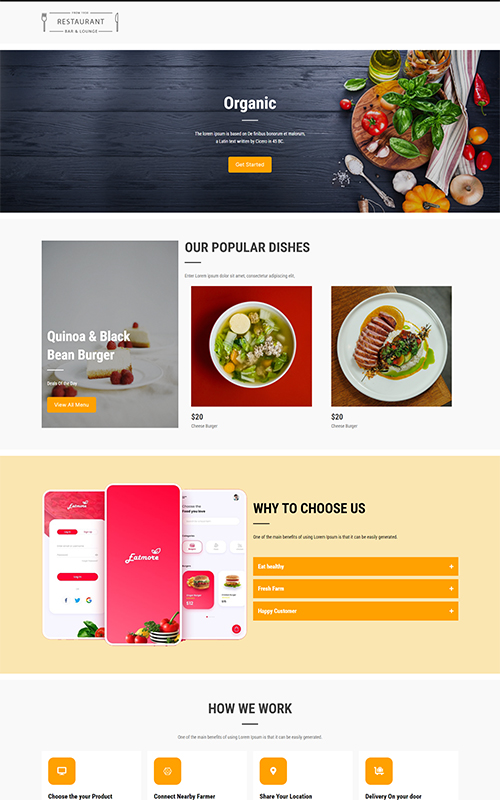 RESTAURANT
BAR & LOUNGE
Organic
The lorem ipsum is based on De finibus bonorum et malorum,
a Latin text written by Cicero in 45 BC.
Get Started
OUR POPULAR DISHES
Enter Lorem ipsum dolor sit amet, consectetur adipiscing elit.
Quinoa & Black
Bean Burger
Deals Of the Day
View All Menu
$20
Cheese Burger
$20
Cheese Burger
WHY TO CHOOSE US
One of the main benefits of using Lorem Ipsum is that it can be easily generated.
Eatmore
Eatmore
Choose the
Food you love
Log In
$12
Eat healthy
Fresh Farm
Happy Customer
HOW WE WORK
One of the main benefits of using Lorem Ipsum is that it can be easily generated.
Choose the your Product
Connect Nearby Farmer
Share Your Location
Delivery On your door